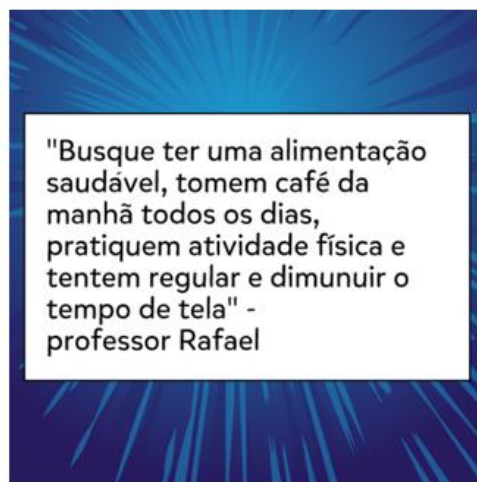 "Busque ter uma alimentação
saudável, tomem café da
manhã todos os dias,
pratiquem atividade física e
tentem regular e dimunuir o
tempo de tela" -
professor Rafael